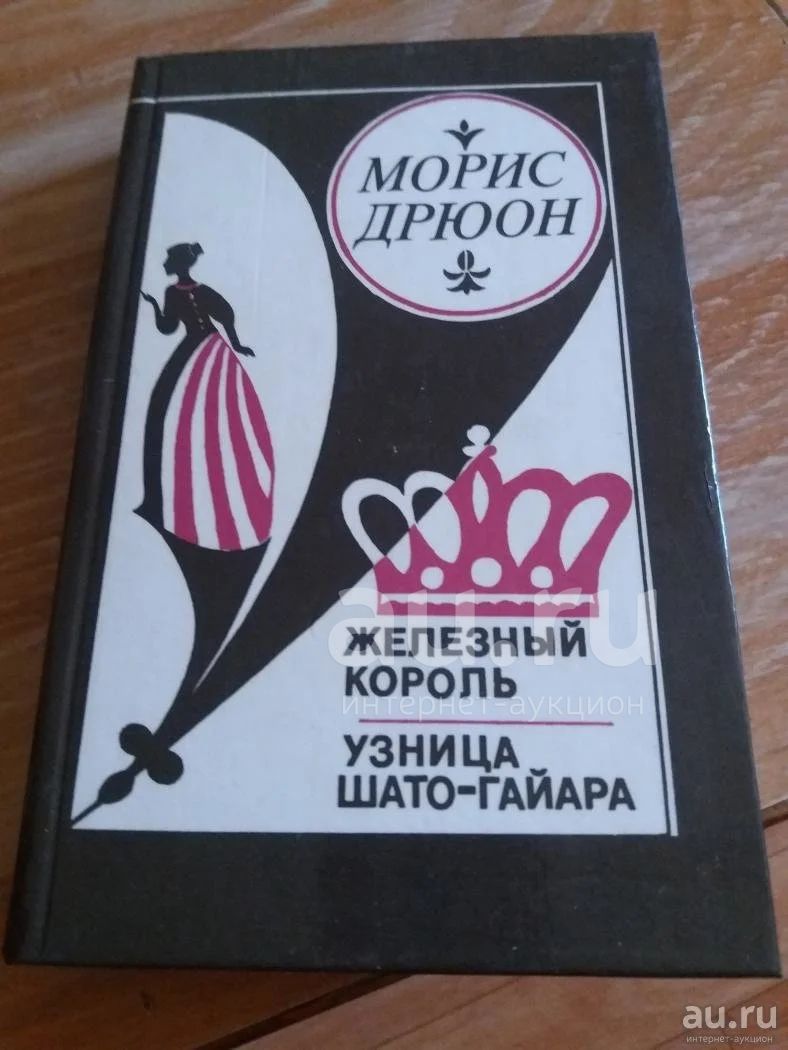 МОРИС
ДРЮОН
ЖЕЛЕЗНЫЙ
КОРОЛЬ
УЗНИЦА
ШАТО-ГАЙАРА
au.ru
интернет-аукцион
au.ru
интернет-аукцион